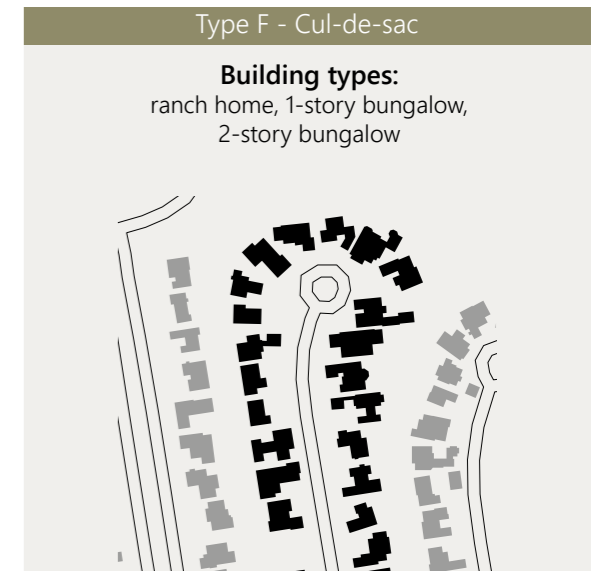 Type F - Cul-de-sac
Building types:
ranch home, 1-story bungalow,
2-story bungalow